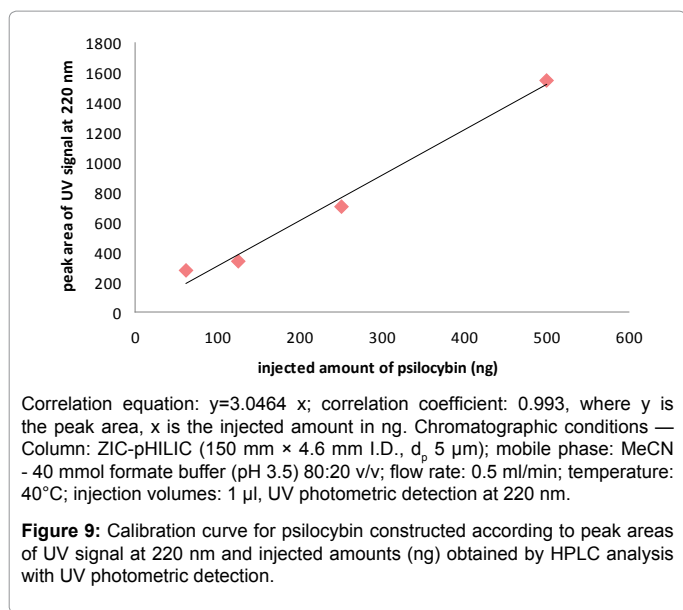 1800
1600
1400
1200
1000
800
600
400
200
0
peak area of UV signal at 220 nm
0 100 200 300 400 500 600
injected amount of psilocybin (ng)
Correlation equation: y=3.0464 x; correlation coefficient: 0.993, where y is
the peak area, x is the injected amount in ng. Chromatographic conditions —
Column: ZIC-pHILIC (150 mm × 4.6 mm I.D., dp 5 µm); mobile phase: MeCN
- 40 mmol formate buffer (pH 3.5) 80:20 v/v; flow rate: 0.5 ml/min; temperature:
40°C; injection volumes: 1 µl, UV photometric detection at 220 nm.
Figure 9: Calibration curve for psilocybin constructed according to peak areas
of UV signal at 220 nm and injected amounts (ng) obtained by HPLC analysis
with UV photometric detection.